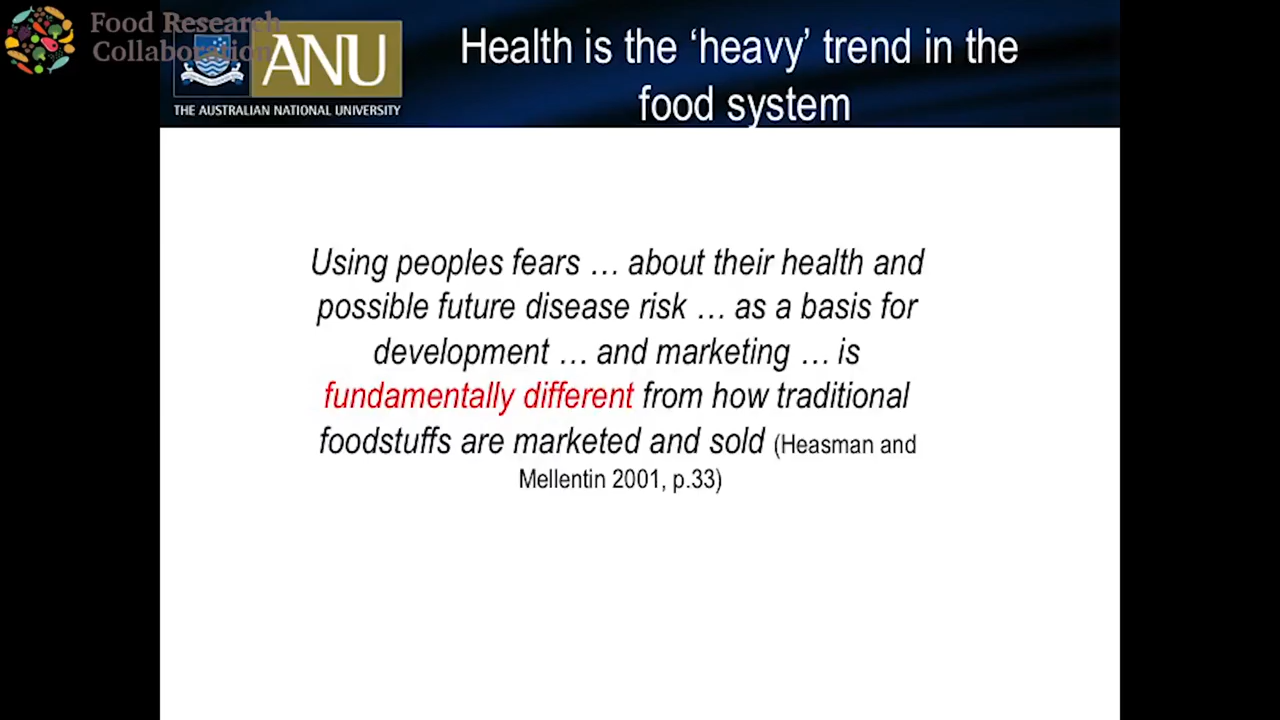 Food Research
Collaboration
ANU
THE AUSTRALIAN NATIONAL UNIVERSITY
Health is the ‘heavy’ trend in the
food system
Using peoples fears … about their health and
possible future disease risk … as a basis for
development … and marketing … is
fundamentally different from how traditional
foodstuffs are marketed and sold (Heasman and
Mellentin 2001, p.33)